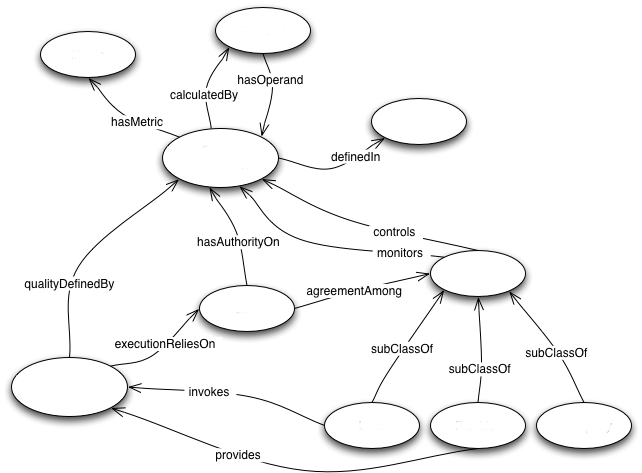 hasOperand
calculatedBy
hasMetric
definedIn
controls
hasAuthorityOn
monitors
qualityDefinedBy
agreementAmong
executionReliesOn
subClassOf
subClassOf
subClassOf
invokes
provides